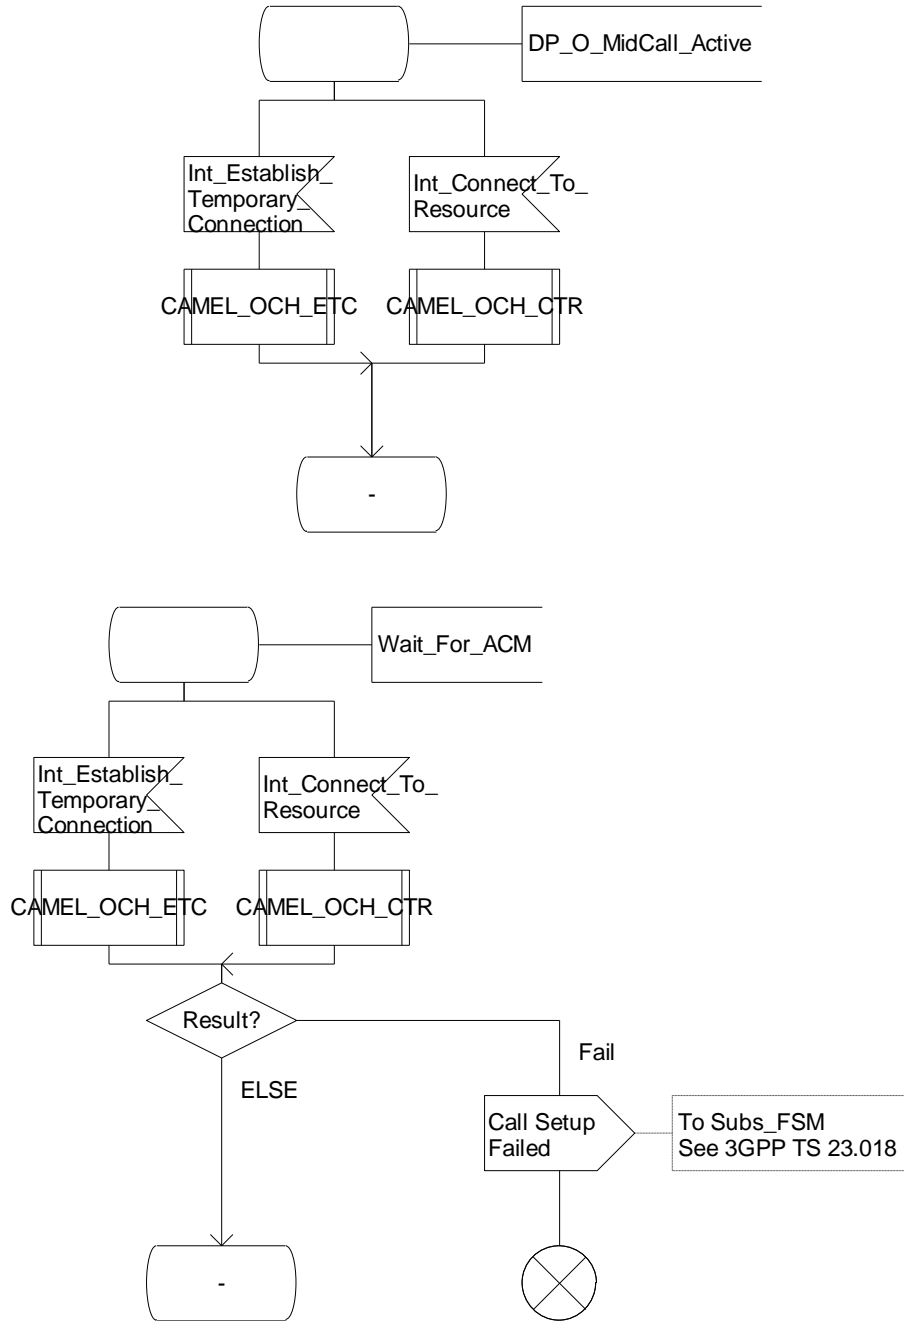 DP_O_MidCall_Active
Int_Establish_
Temporary_
Connection
Int_Connect_To_
Resource
CAMEL_OCH_ETC
CAMEL_OCH_CTR
-
Wait_For_ACM
Int_Establish_
Temporary_
Connection
Int_Connect_To_
Resource
CAMEL_OCH_ETC
CAMEL_OCH_CTR
Result?
Fail
ELSE
Call Setup
Failed
To Subs_FSM
See 3GPP TS 23.018
-